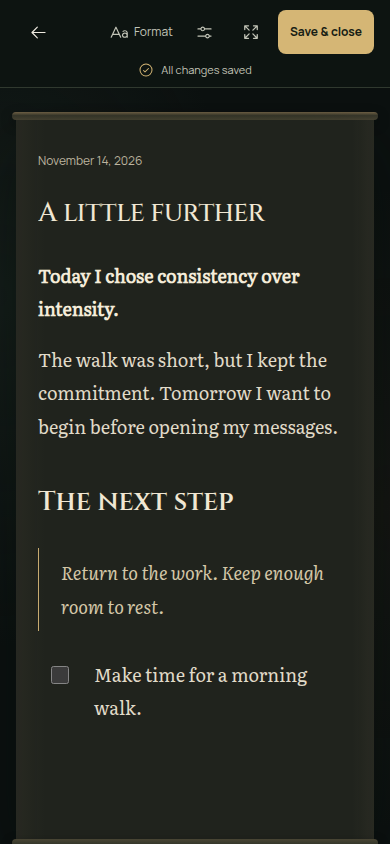 Aa Format
Save & close
All changes saved
November 14, 2026
A little further
Today I chose consistency over
intensity.
The walk was short, but I kept the
commitment. Tomorrow I want to
begin before opening my messages.
The next step
Return to the work. Keep enough
room to rest.
Make time for a morning
walk.